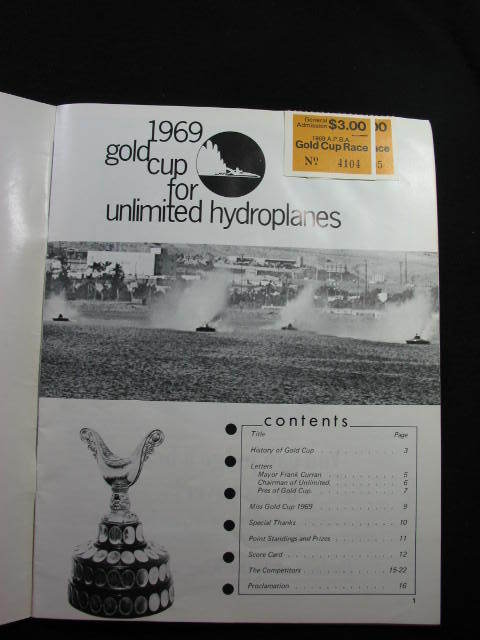 1969
gold
cup
for
unlimited hydroplanes
General
Admission $3.00
1969 A.P.B.A.
Gold Cup Race
No 4104
00
ace
5
contents
Title Page
History of Gold Cup . . . . . . . . . . 3
Letters
Mayor Frank Curran . . . . . . . . . 5
Chairman of Unlimited. . . . . . . . 6
Pres of Gold Cup. . . . . . . . . . 7
Miss Gold Cup 1969 . . . . . . . . . 9
Special Thanks . . . . . . . . . . . 10
Point Standings and Prizes . . . . . . 11
Score Card . . . . . . . . . . . . 12
The Competitors . . . . . . . . . . 15-22
Proclamation . . . . . . . . . . . 16
1